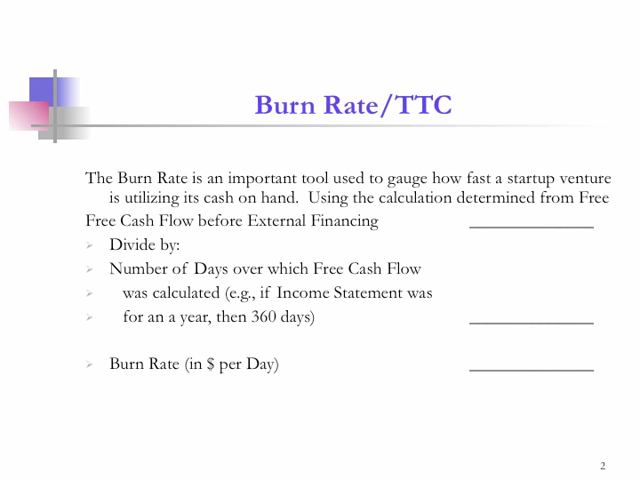 Burn Rate/TTC
The Burn Rate is an important tool used to gauge how fast a startup venture
is utilizing its cash on hand. Using the calculation determined from Free
Free Cash Flow before External Financing
Divide by:
Number of Days over which Free Cash Flow
was calculated (e.g., if Income Statement was
for an a year, then 360 days)
Burn Rate (in $ per Day)
2